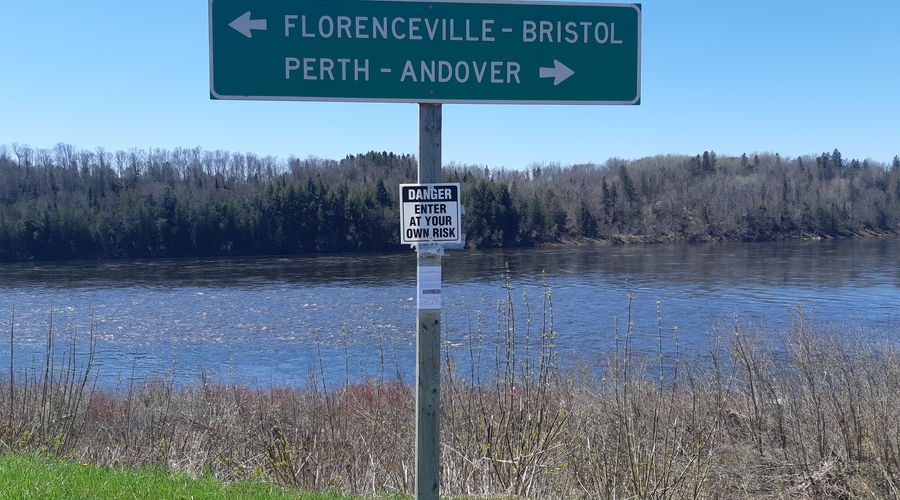 FLORENCEVILLE - BRISTOL
PERTH - ANDOVER
DANGER
ENTER
AT YOUR
OWN RISK